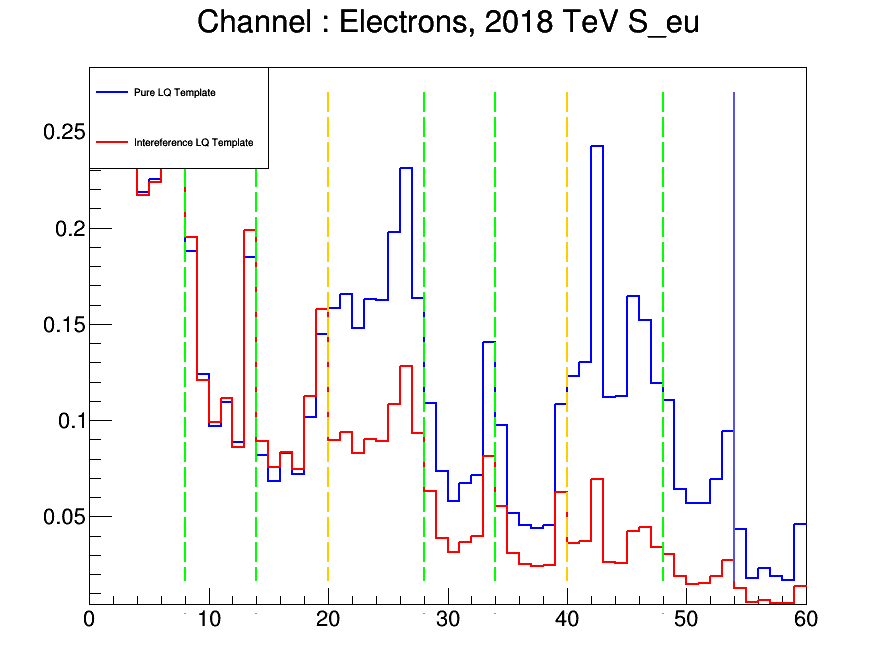 Channel : Electrons, 2018 TeV S_eu
Pure LQ Template
Intereference LQ Template
0.25
0.2
0.15
0.1
0.05
0 10 20 30 40 50 60